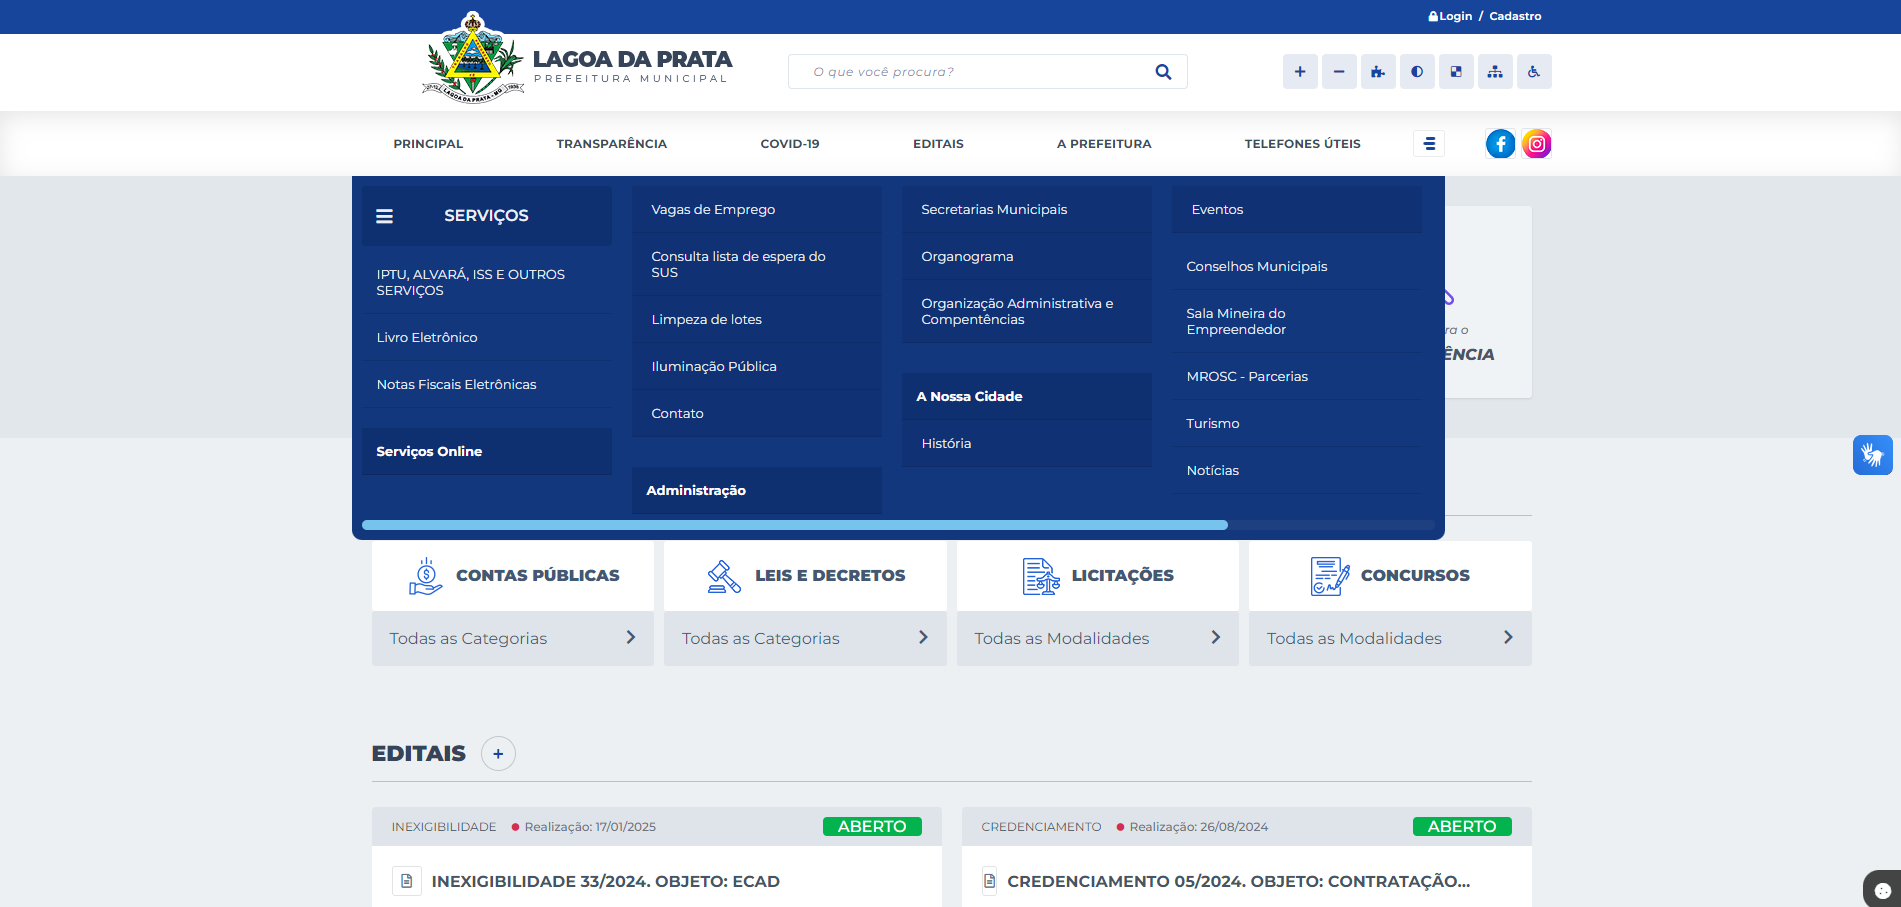 Login / Cadastro
LAGOA DA PRATA
PREFEITURA MUNICIPAL
O que você procura?
LAGOA DA PRATA - MG
PRINCIPAL
TRANSPARÊNCIA
COVID-19
EDITAIS
A PREFEITURA
TELEFONES ÚTEIS
SERVIÇOS
IPTU, ALVARÁ, ISS E OUTROS
SERVIÇOS
Livro Eletrônico
Notas Fiscais Eletrônicas
Serviços Online
Vagas de Emprego
Consulta lista de espera do
SUS
Limpeza de lotes
Iluminação Pública
Contato
Administração
Secretarias Municipais
Organograma
Organização Administrativa e
Compentências
A Nossa Cidade
História
Eventos
Conselhos Municipais
Sala Mineira do
Empreendedor
MROSC - Parcerias
Turismo
Notícias
ra o
ÊNCIA
CONTAS PÚBLICAS
Todas as Categorias
LEIS E DECRETOS
Todas as Categorias
LICITAÇÕES
Todas as Modalidades
CONCURSOS
Todas as Modalidades
EDITAIS
INEXIGIBILIDADE
Realização: 17/01/2025
ABERTO
INEXIGIBILIDADE 33/2024. OBJETO: ECAD
CREDENCIAMENTO
Realização: 26/08/2024
ABERTO
CREDENCIAMENTO 05/2024. OBJETO: CONTRATAÇÃO...